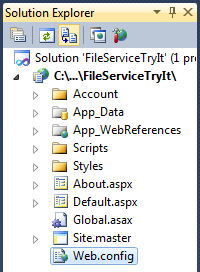 Solution Explorer
Solution 'FileServiceTryIt' (1 pr
C:\...\FileServiceTryIt\
Account
App_Data
App_WebReferences
Scripts
Styles
About.aspx
Default.aspx
Global.asax
Site.master
Web.config